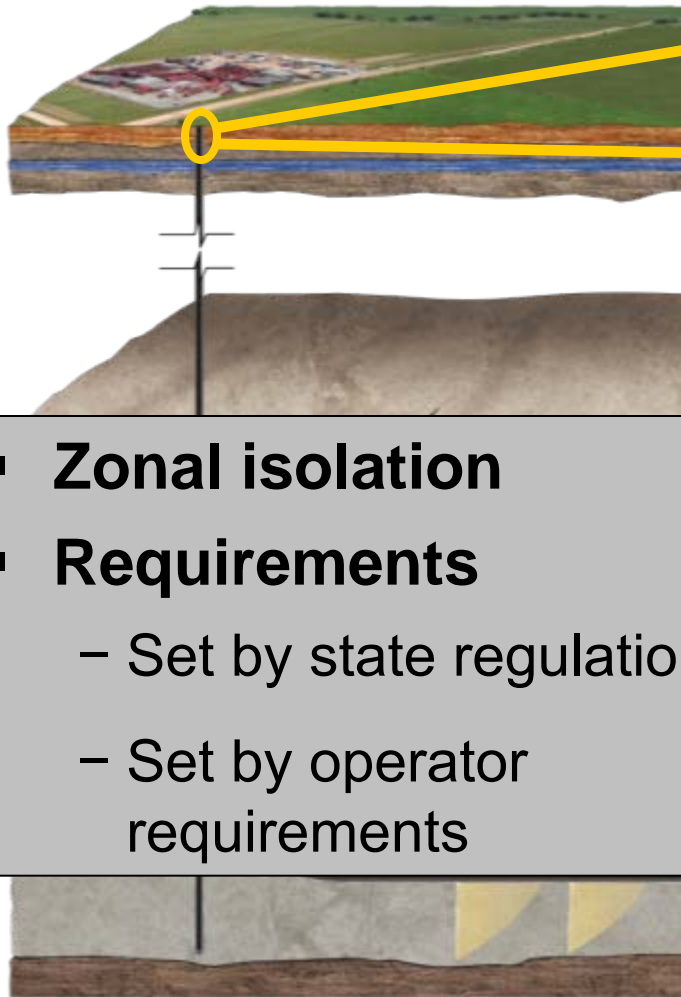 ▪ Zonal isolation
▪ Requirements
− Set by state regulatio
− Set by operator
requirements